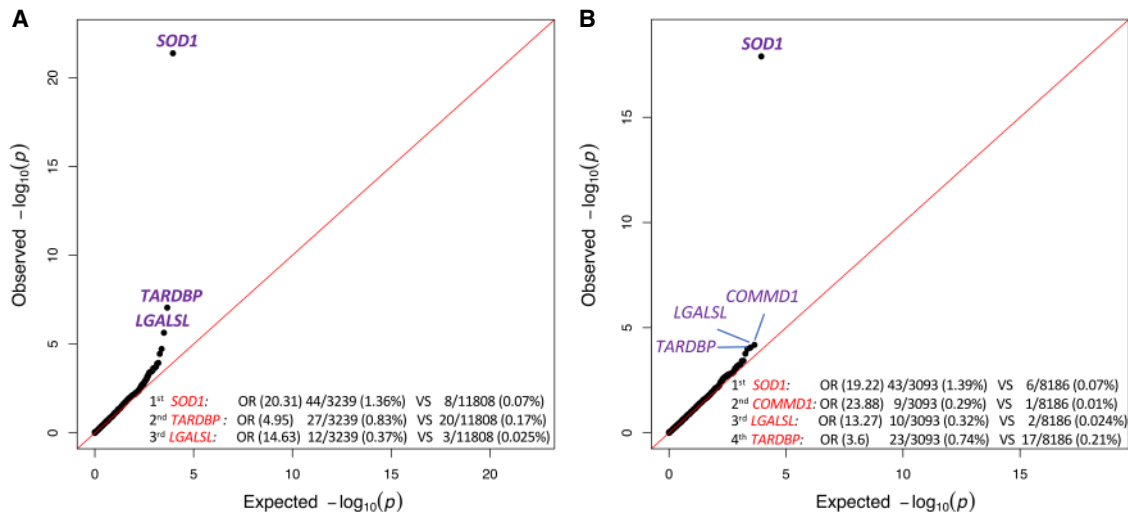 A
SOD1
TARDBP
LGALSL
1st SOD1: OR (20.31) 44/3239 (1.36%) VS 8/11808 (0.07%)
2nd TARDBP : OR (4.95) 27/3239 (0.83%) VS 20/11808 (0.17%)
3rd LGALSL: OR (14.63) 12/3239 (0.37%) VS 3/11808 (0.025%)
Observed −log10(p)
0
5
10
15
20
0
5
10
15
20
Expected −log10(p)
B
SOD1
COMMD1
LGALSL
TARDBP
1st SOD1: OR (19.22) 43/3093 (1.39%) VS 6/8186 (0.07%)
2nd COMMD1: OR (23.88) 9/3093 (0.29%) VS 1/8186 (0.01%)
3rd LGALSL: OR (13.27) 10/3093 (0.32%) VS 2/8186 (0.024%)
4th TARDBP: OR (3.6) 23/3093 (0.74%) VS 17/8186 (0.21%)
Observed −log10(p)
0
5
10
15
0
5
10
15
Expected −log10(p)